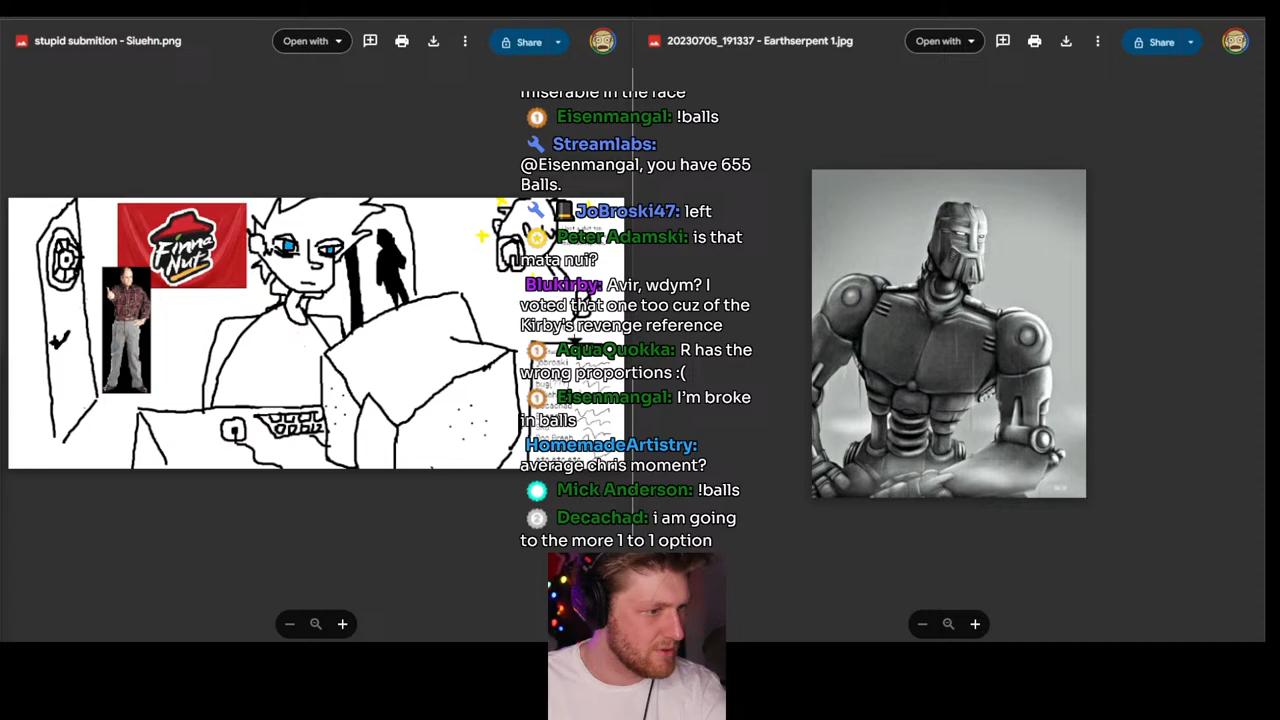 stupid submition - Siuehn.png
Open with
Share
20230705_191337 - Earthserpent 1.jpg
Open with
Share
miserable in the face
Eisenmangal: !balls
Streamlabs:
@Eisenmangal, you have 655
Balls.
JoBroski47: left
Peter Adamski: is that
mata nui?
Blukirby: Avir, wdym? I
voted that one too cuz of the
Kirby's revenge reference
AquaQuokka: R has the
wrong proportions :(
Eisenmangal: I'm broke
in balls
HomemadeArtistry:
average chris moment?
Mick Anderson: !balls
Decachad: i am going
to the more 1 to 1 option
Finna
Nut